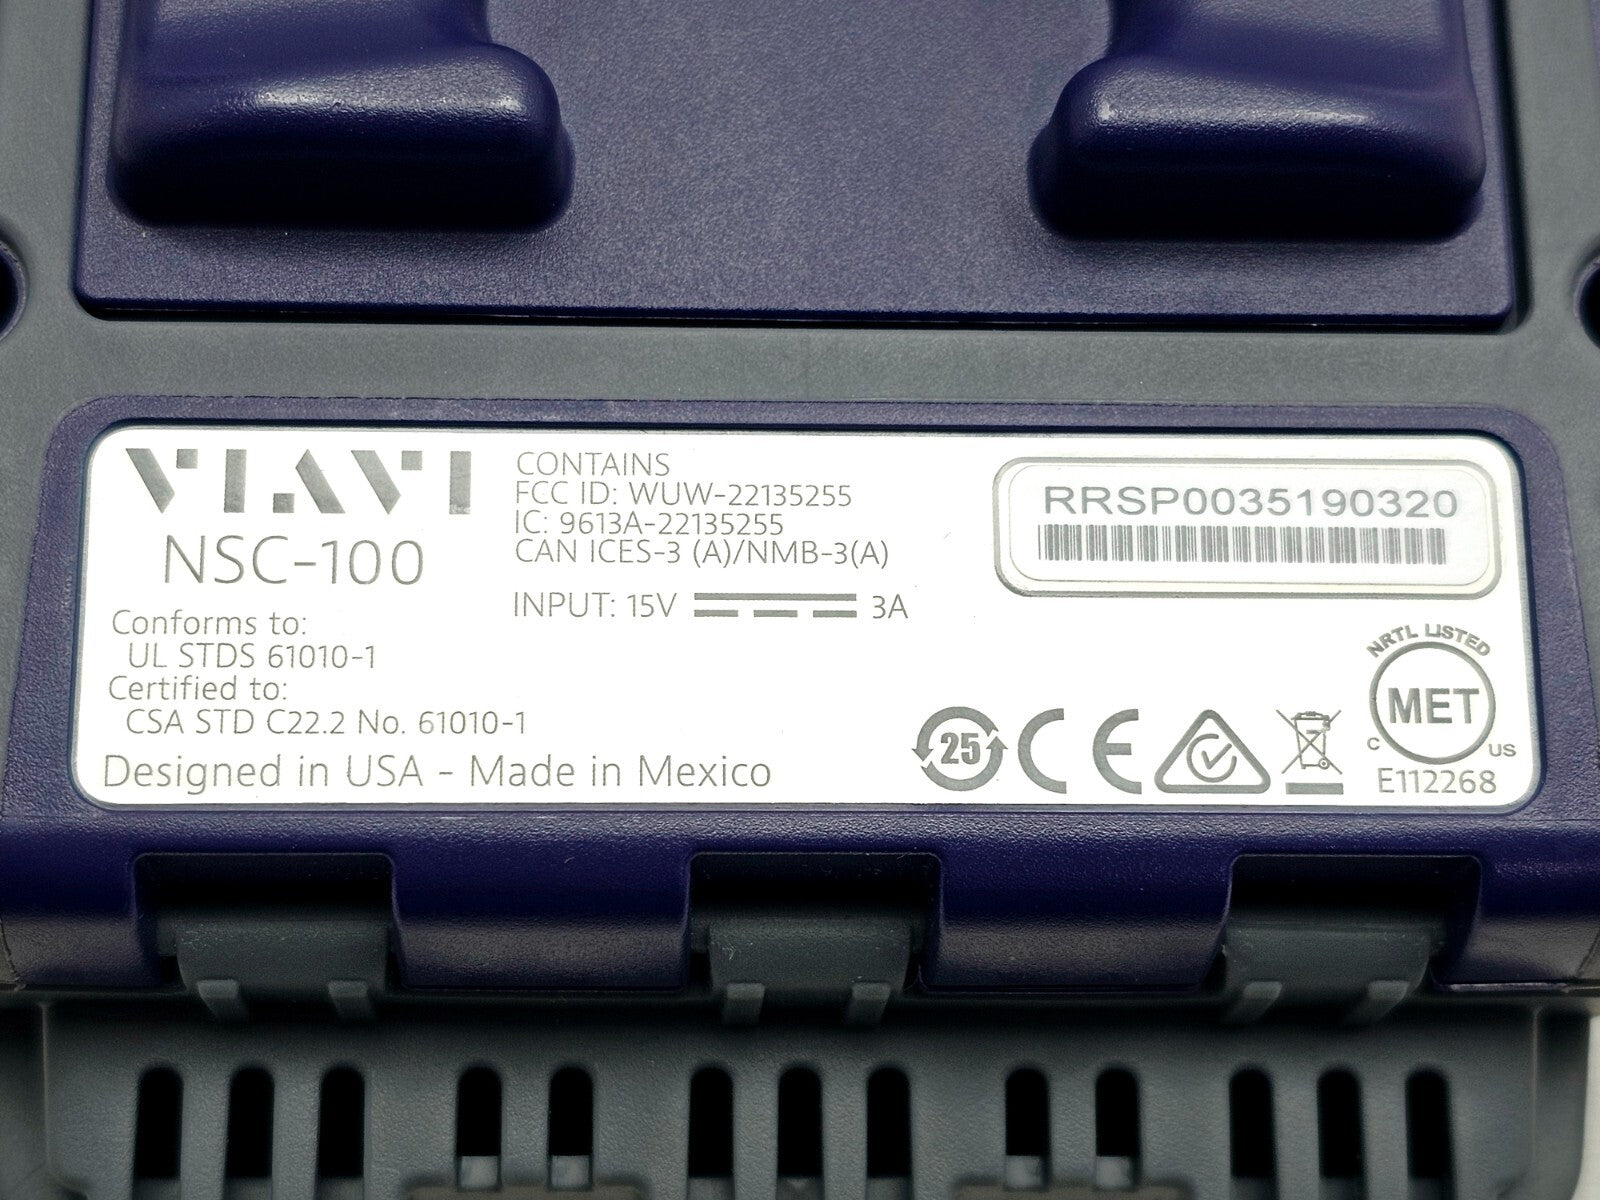 VIAVI
NSC-100
Conforms to:
UL STDS 61010-1
Certified to:
CSA STD C22.2 No. 61010-1
Designed in USA - Made in Mexico
CONTAINS
FCC ID: WUW-22135255
IC: 9613A-22135255
CAN ICES-3 (A)/NMB-3(A)
INPUT: 15V 3A
RRSP0035190320
25
CE
NRTL LISTED
MET
C US
E112268